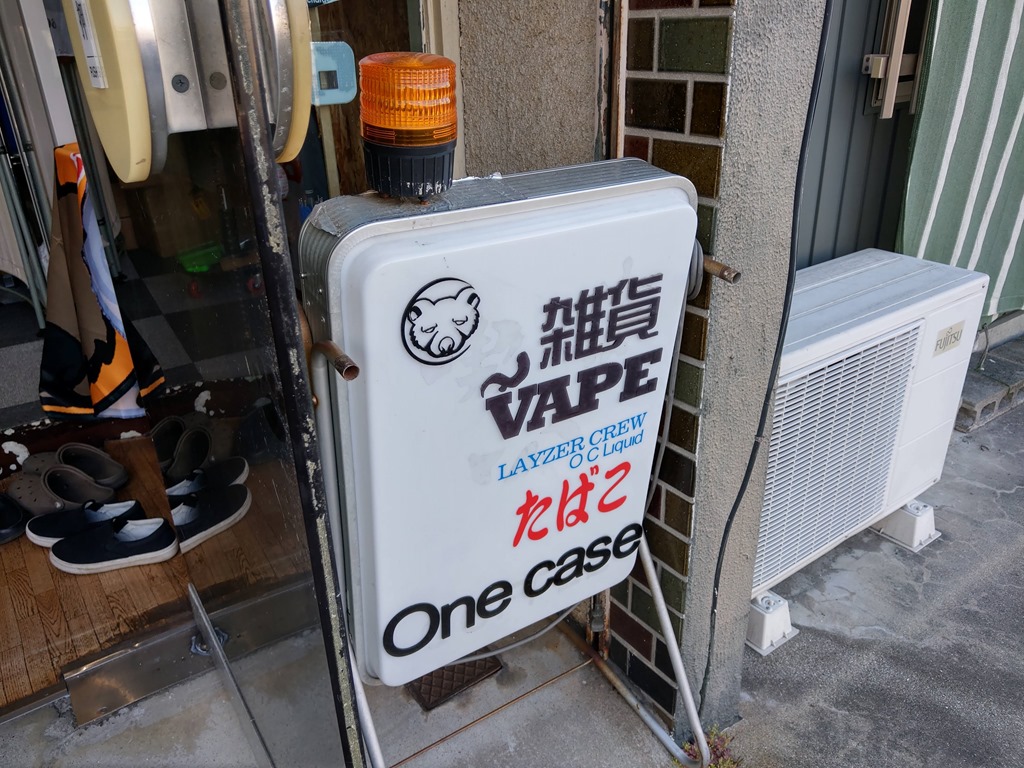 雑貨
VAPE
LAYZER CREW
O C Liquid
たばこ
One case
FUJITSU